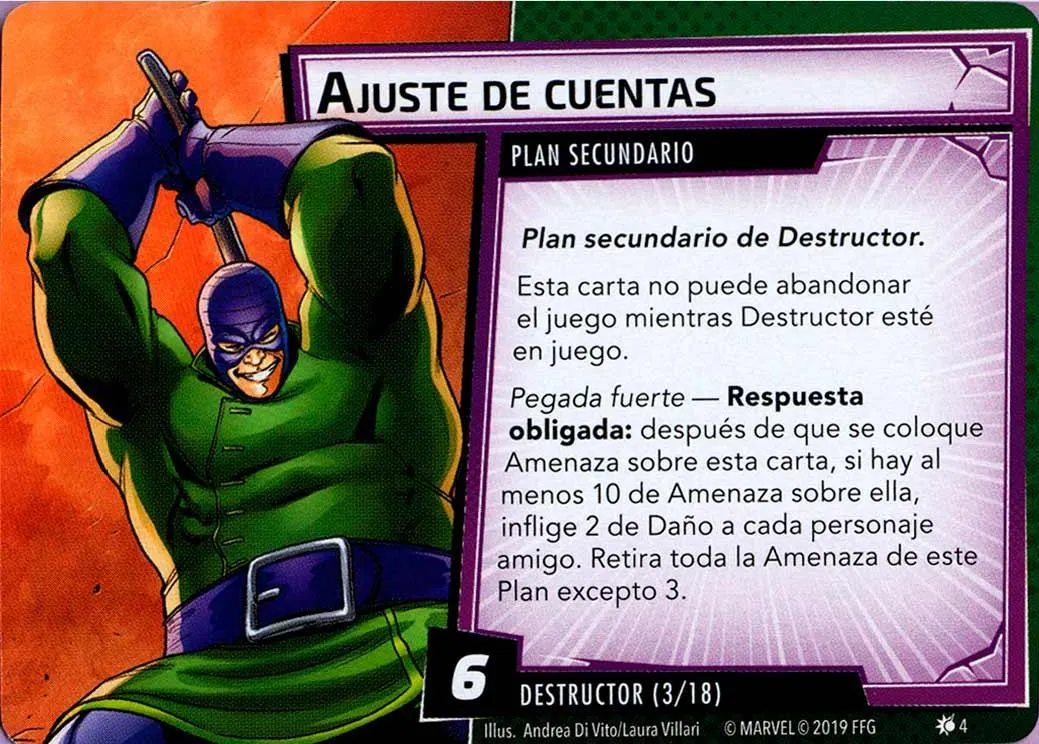 AJUSTE DE CUENTAS
PLAN SECUNDARIO
Plan secundario de Destructor.
Esta carta no puede abandonar
el juego mientras Destructor esté
en juego.
Pegada fuerte — Respuesta
obligada: después de que se coloque
Amenaza sobre esta carta, si hay al
menos 10 de Amenaza sobre ella,
inflige 2 de Daño a cada personaje
amigo. Retira toda la Amenaza de este
Plan excepto 3.
6
DESTRUCTOR (3/18)
Illus. Andrea Di Vito/Laura Villari © MARVEL © 2019 FFG 4